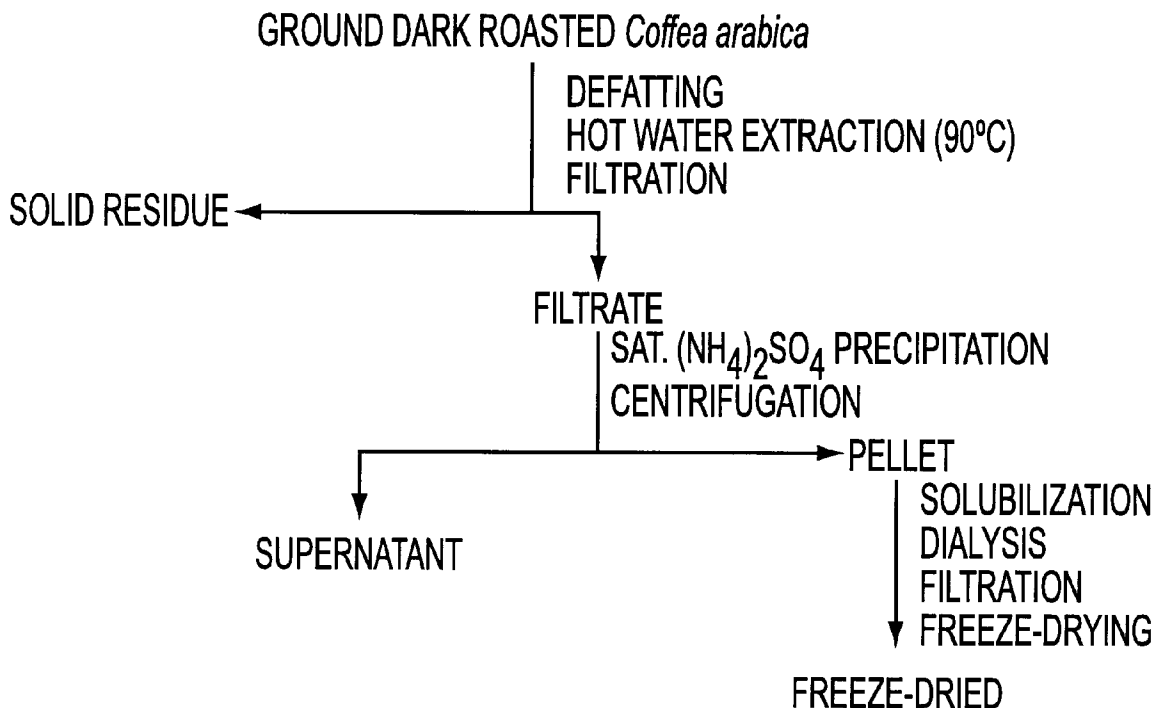 GROUND DARK ROASTED Coffea arabica
DEFATTING
HOT WATER EXTRACTION (90ºC)
FILTRATION
SOLID RESIDUE
FILTRATE
SAT. (NH4)2SO4 PRECIPITATION
CENTRIFUGATION
PELLET
SOLUBILIZATION
DIALYSIS
FILTRATION
FREEZE-DRYING
SUPERNATANT
FREEZE-DRIED